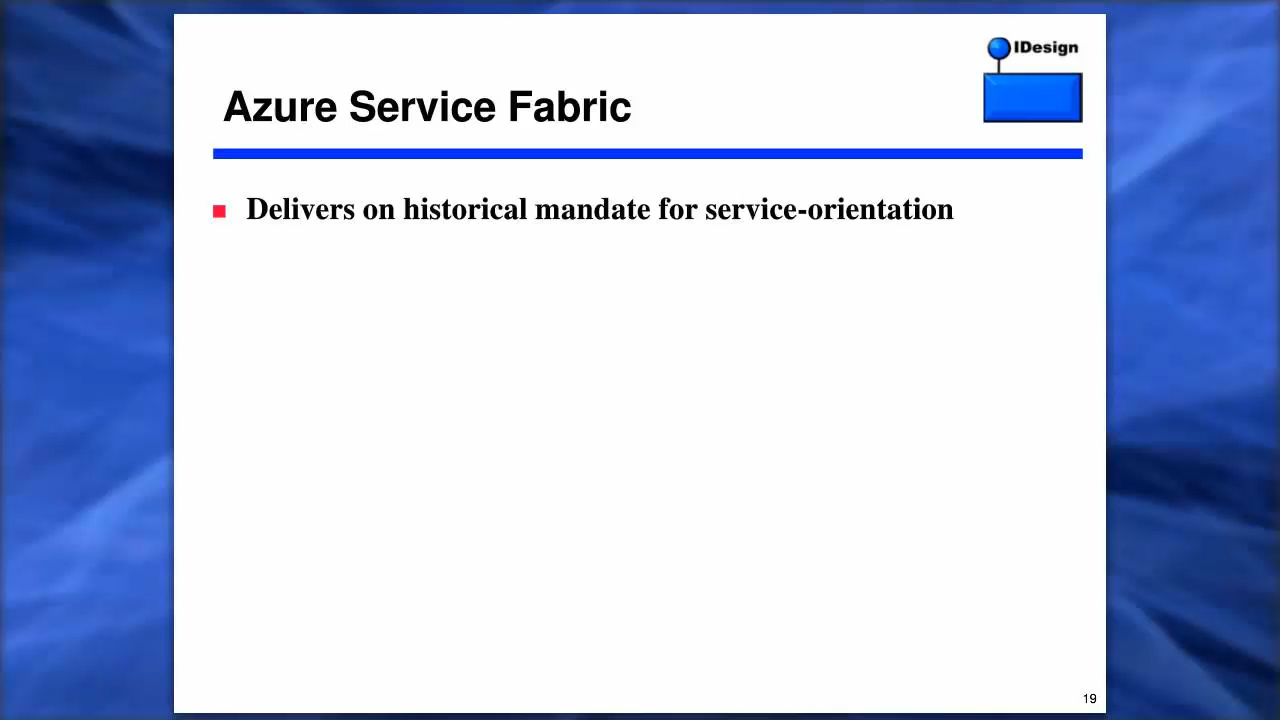 IDesign
Azure Service Fabric
Delivers on historical mandate for service-orientation
19